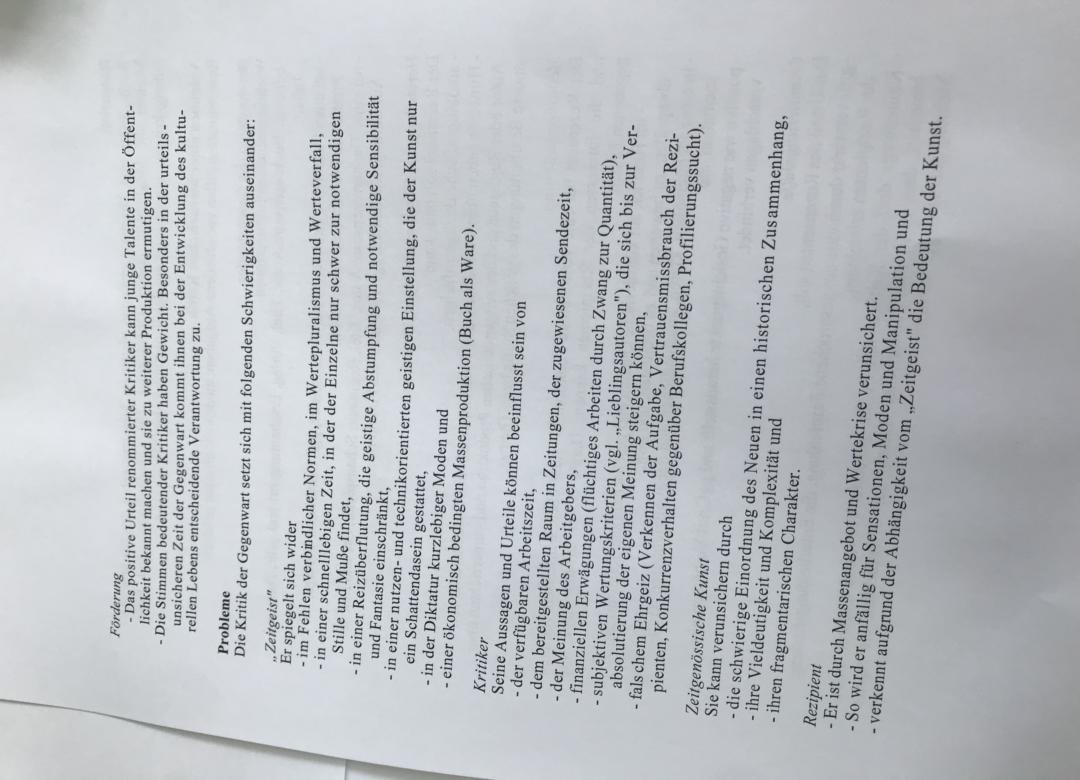 Förderung
- Das positive Urteil renommierter Kritiker kann junge Talente in der Öffent-
lichkeit bekannt machen und sie zu weiterer Produktion ermutigen.
- Die Stimmen bedeutender Kritiker haben Gewicht. Besonders in der urteils -
unsicheren Zeit der Gegenwart kommt ihnen bei der Entwicklung des kultu-
rellen Lebens entscheidende Verantwortung zu.
Probleme
Die Kritik der Gegenwart setzt sich mit folgenden Schwierigkeiten auseinander:
„Zeitgeist"
Er spiegelt sich wider
- im Fehlen verbindlicher Normen, im Wertepluralismus und Werteverfall,
- in einer schnelllebigen Zeit, in der der Einzelne nur schwer zur notwendigen
Stille und Muße findet,
- in einer Reizüberflutung, die geistige Abstumpfung und notwendige Sensibilität
und Fantasie einschränkt,
- in einer nutzen- und technikorientierten geistigen Einstellung, die der Kunst nur
ein Schattendasein gestattet,
- in der Diktatur kurzlebiger Moden und
- einer ökonomisch bedingten Massenproduktion (Buch als Ware).
Kritiker
Seine Aussagen und Urteile können beeinflusst sein von
- der verfügbaren Arbeitszeit,
- dem bereitgestellten Raum in Zeitungen, der zugewiesenen Sendezeit,
- der Meinung des Arbeitgebers,
- finanziellen Erwägungen (flüchtiges Arbeiten durch Zwang zur Quantität),
- subjektiven Wertungskriterien (vgl. „Lieblingsautoren"), die sich bis zur Ver-
absolutierung der eigenen Meinung steigern können,
- falschem Ehrgeiz (Verkennen der Aufgabe, Vertrauensmissbrauch der Rezi-
pienten, Konkurrenzverhalten gegenüber Berufskollegen, Profilierungssucht).
Zeitgenössische Kunst
Sie kann verunsichern durch
- die schwierige Einordnung des Neuen in einen historischen Zusammenhang,
- ihre Vieldeutigkeit und Komplexität und
- ihren fragmentarischen Charakter.
Rezipient
- Er ist durch Massenangebot und Wertekrise verunsichert.
- So wird er anfällig für Sensationen, Moden und Manipulation und
- verkennt aufgrund der Abhängigkeit vom „Zeitgeist" die Bedeutung der Kunst.